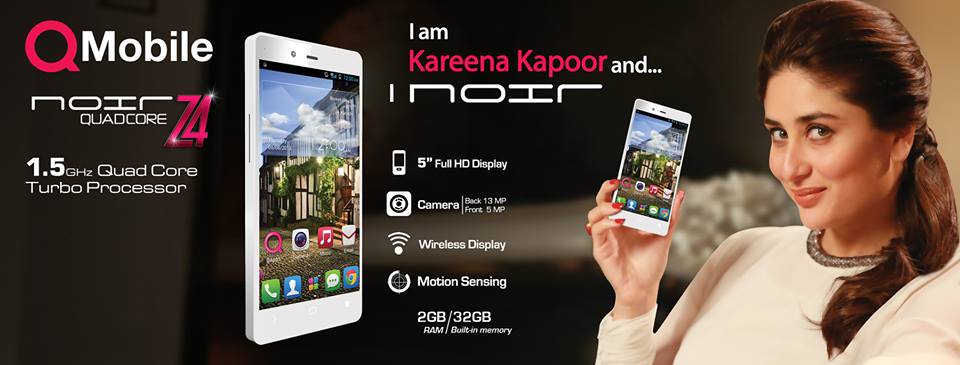 QMobile
noir
QUADCORE Z4
1.5GHz Quad Core
Turbo Processor
I am
Kareena Kapoor and...
I noir
5” Full HD Display
Camera
Back 13 MP
Front 5 MP
Wireless Display
Motion Sensing
2GB/32GB
RAM / Built-in memory